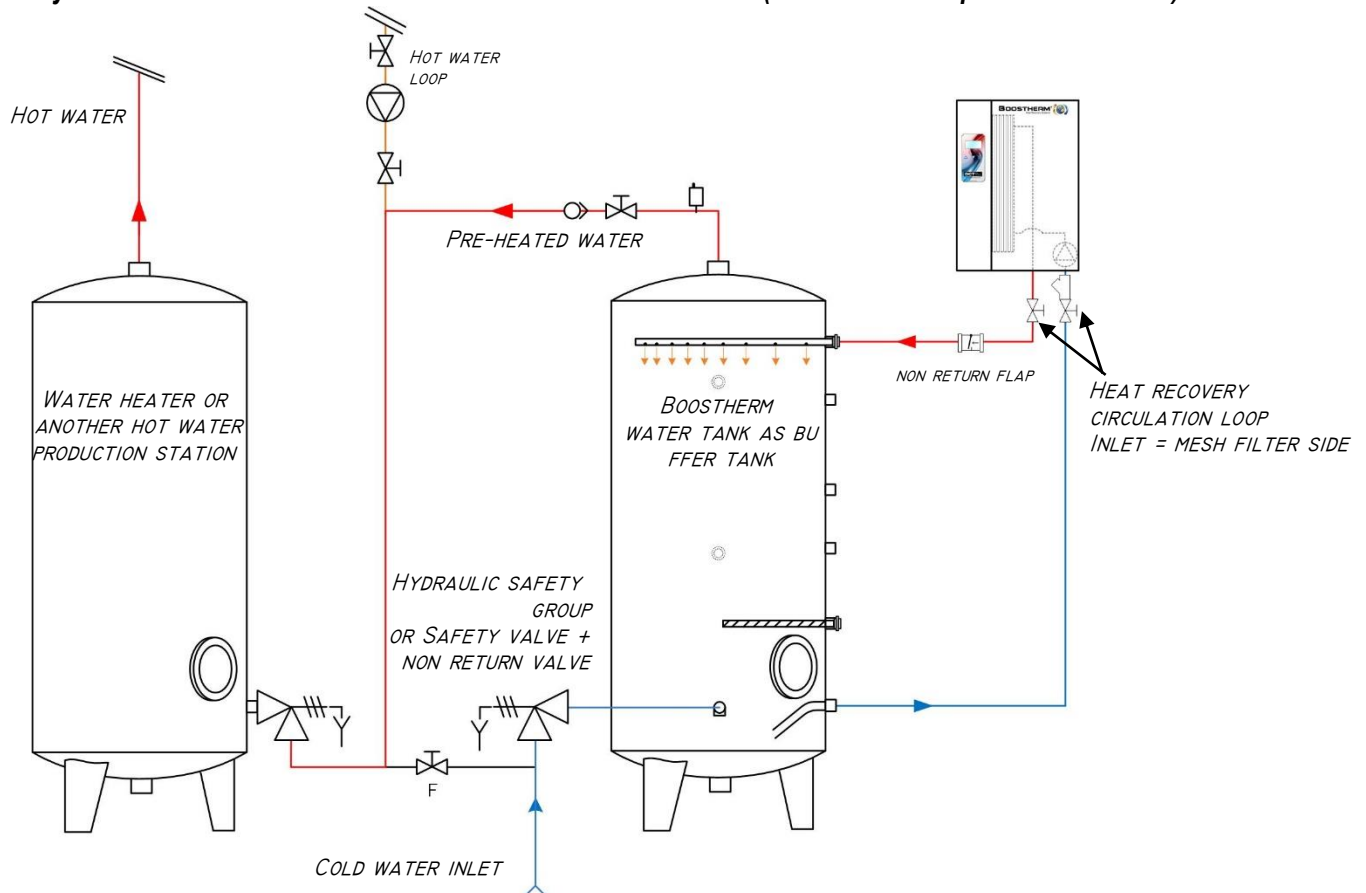 HOT WATER
LOOP
HOT WATER
BOOSTHERM
PRE-HEATED WATER
NON RETURN FLAP
WATER HEATER OR
ANOTHER HOT WATER
PRODUCTION STATION
BOOSTHERM
WATER TANK AS BU
FFER TANK
HEAT RECOVERY
CIRCULATION LOOP
INLET = MESH FILTER SIDE
HYDRAULIC SAFETY
GROUP
OR SAFETY VALVE +
NON RETURN VALVE
F
COLD WATER INLET